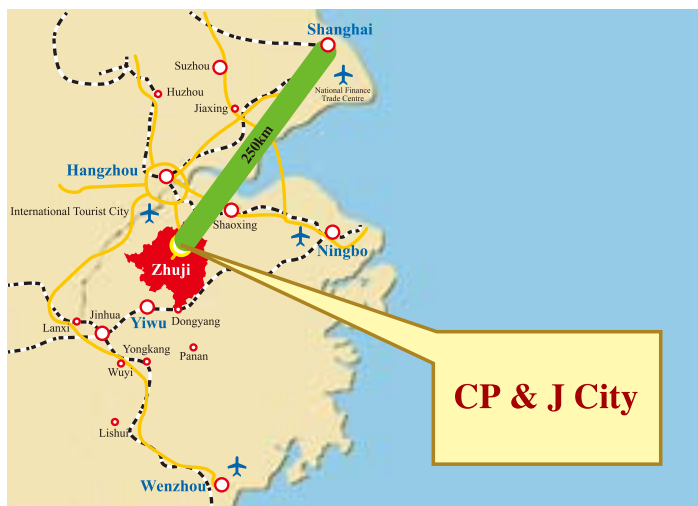 Shanghai
Suzhou
National Finance
Trade Centre
Huzhou
Jiaxing
250km
Hangzhou
International Tourist City
Shaoxing
Ningbo
Zhuji
Jinhua
Lanxi
Yiwu
Dongyang
Yongkang
Panan
Wuyi
CP & J City
Lishui
Wenzhou